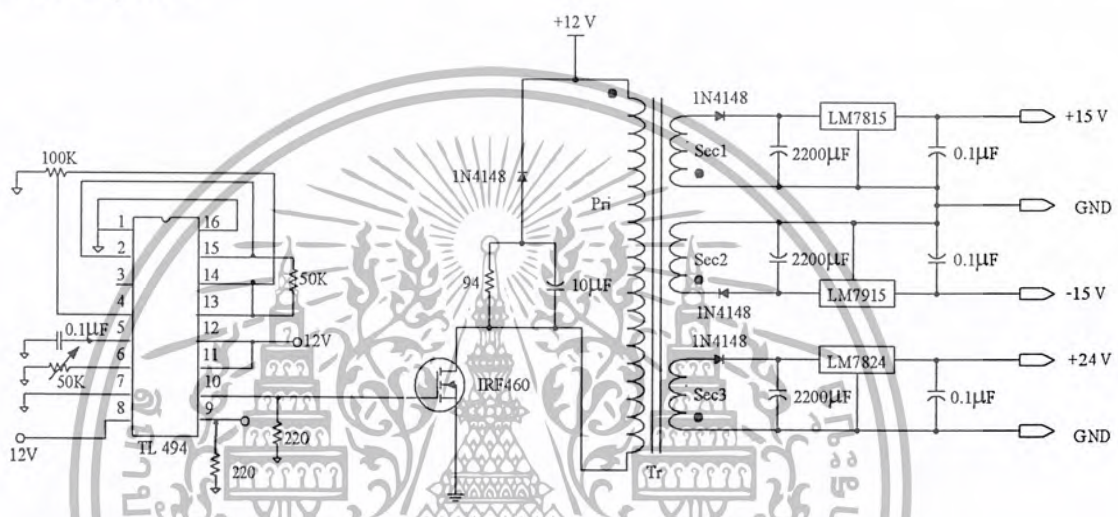 +12 V
1N4148
LM7815
+15 V
100K
Sec1
2200µF
0.1µF
1N4148
Pri
GND
1
16
2
15
3
14
4
13
5
12
6
11
7
10
8
9
50K
94
10µF
Sec2
2200µF
0.1µF
0.1µF
12V
LM7915
-15 V
1N4148
1N4148
LM7824
+24 V
50K
IRF460
Sec3
2200µF
0.1µF
220
GND
TL 494
12V
220
Tr